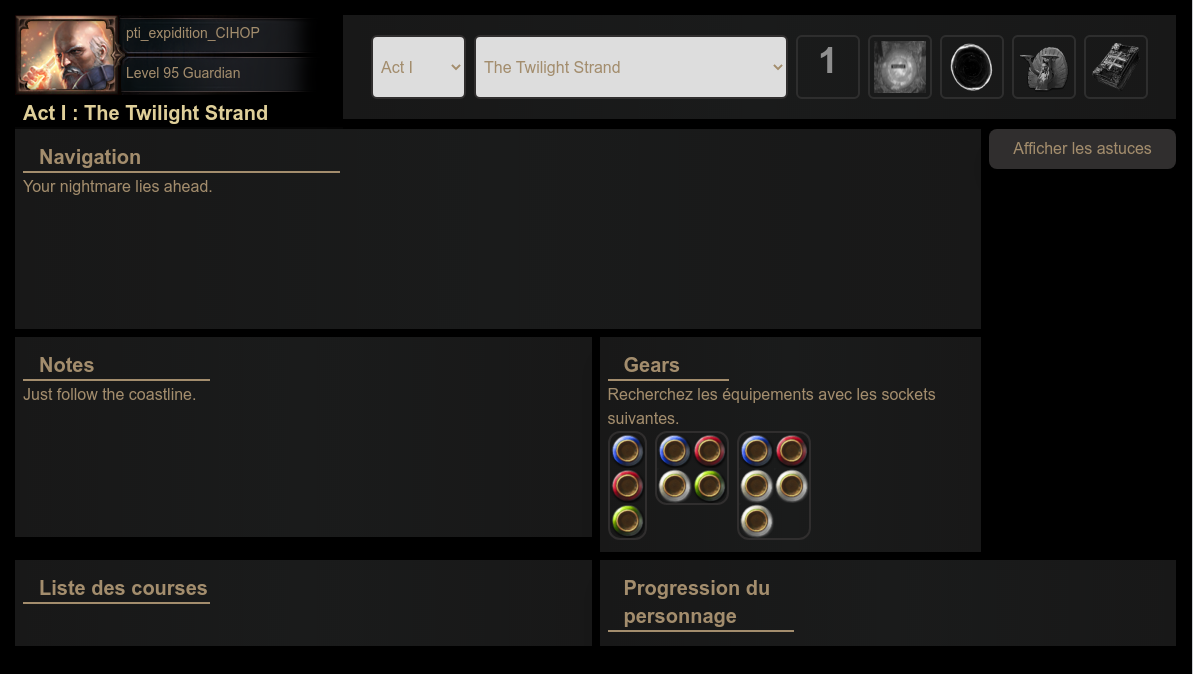 pti_expidition_CIHOP
Level 95 Guardian
Act I : The Twilight Strand
Act I
The Twilight Strand
1
Navigation
Your nightmare lies ahead.
Afficher les astuces
Notes
Just follow the coastline.
Gears
Recherchez les équipements avec les sockets
suivantes.
Liste des courses
Progression du
personnage